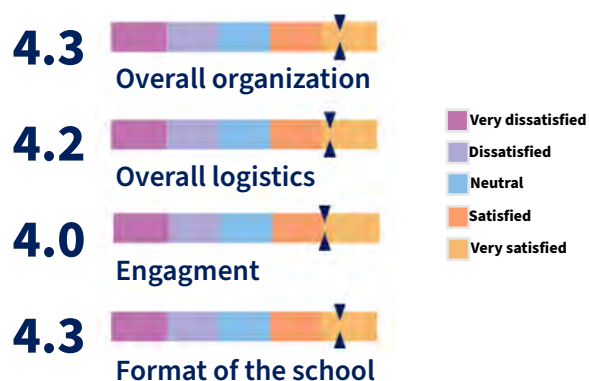 4.3
Overall organization
4.2
Overall logistics
4.0
Engagment
4.3
Format of the school
Very dissatisfied
Dissatisfied
Neutral
Satisfied
Very satisfied